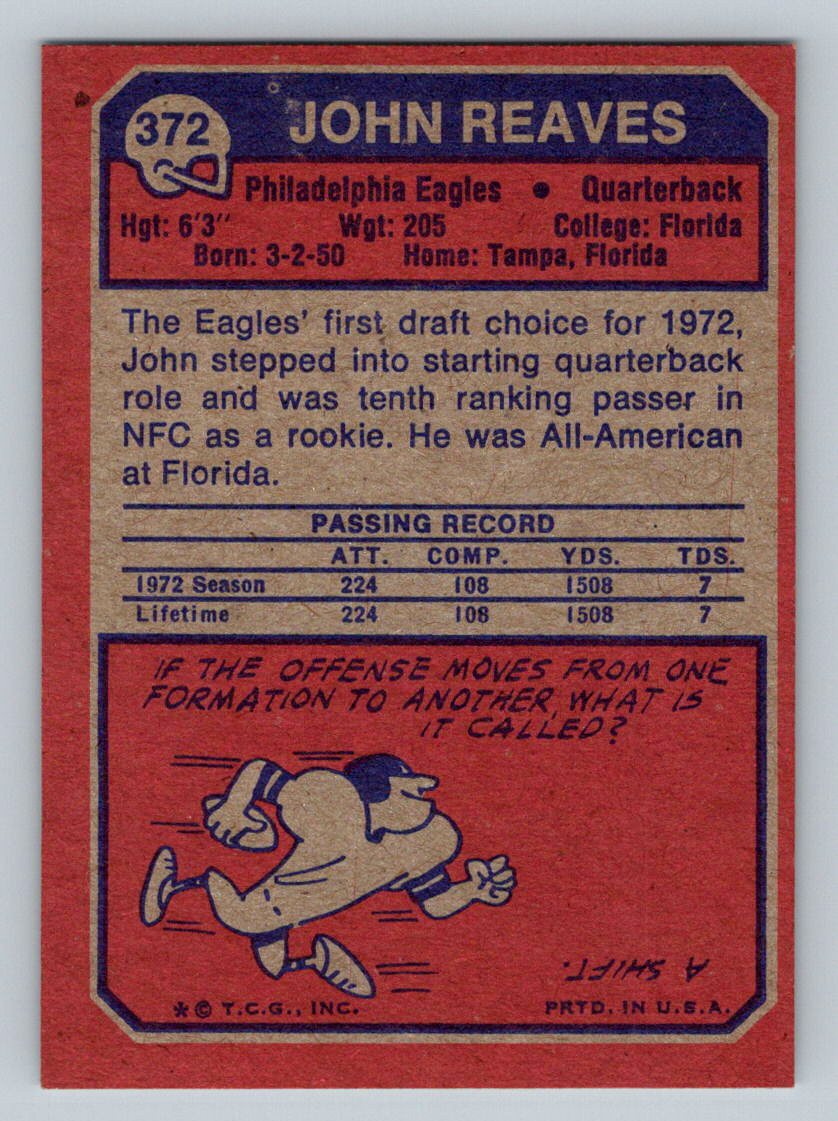 372
JOHN REAVES
Philadelphia Eagles • Quarterback
Hgt: 6'3" Wgt: 205 College: Florida
Born: 3-2-50 Home: Tampa, Florida
The Eagles' first draft choice for 1972,
John stepped into starting quarterback
role and was tenth ranking passer in
NFC as a rookie. He was All-American
at Florida.
PASSING RECORD
ATT. COMP. YDS. TDS.
1972 Season 224 108 1508 7
Lifetime 224 108 1508 7
IF THE OFFENSE MOVES FROM ONE
FORMATION TO ANOTHER, WHAT IS
IT CALLED?
A SHIFT.
* © T.C.G., INC. PRTD. IN U.S.A.